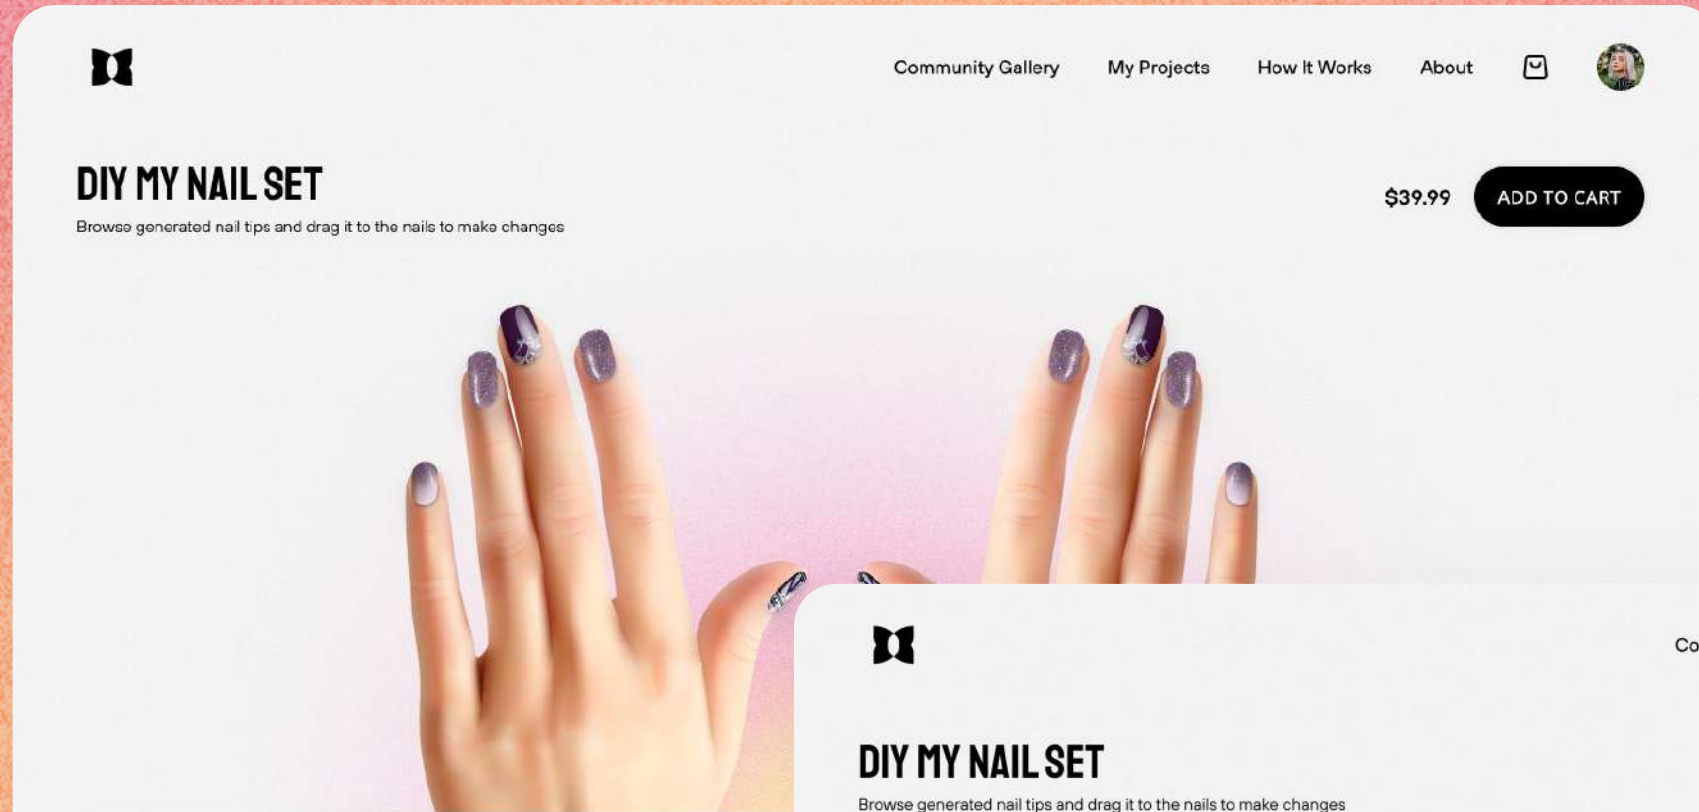 Community Gallery My Projects How It Works About
DIY MY NAIL SET
Browse generated nail tips and drag it to the nails to make changes
$39.99 ADD TO CART
Co
DIY MY NAIL SET
Browse generated nail tips and drag it to the nails to make changes